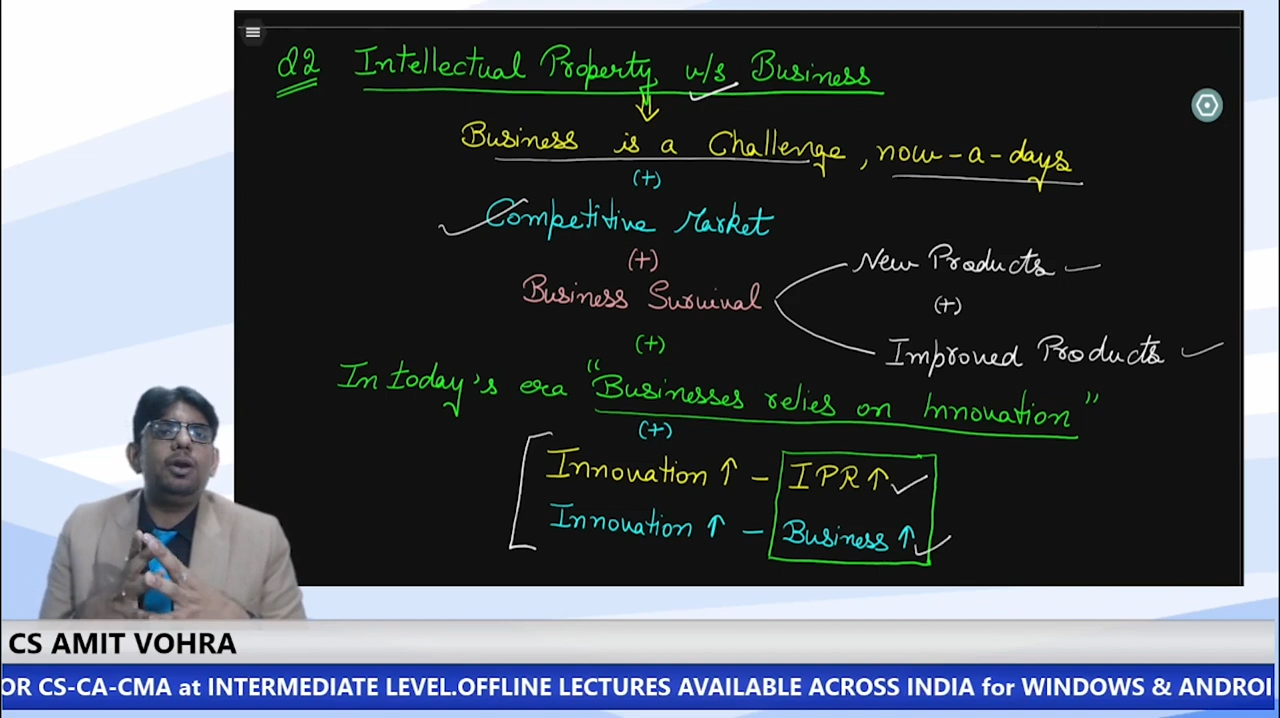 Q2 Intellectual Property v/s Business
Business is a Challenge, now-a-days
(+)
Competitive Market
(+)
Business Survival
New Products
(+)
Improved Products
(+)
In today's era "Businesses relies on Innovation"
(+)
Innovation ↑ - IPR ↑
Innovation ↑ - Business ↑
CS AMIT VOHRA
OR CS-CA-CMA at INTERMEDIATE LEVEL.OFFLINE LECTURES AVAILABLE ACROSS INDIA for WINDOWS & ANDROI